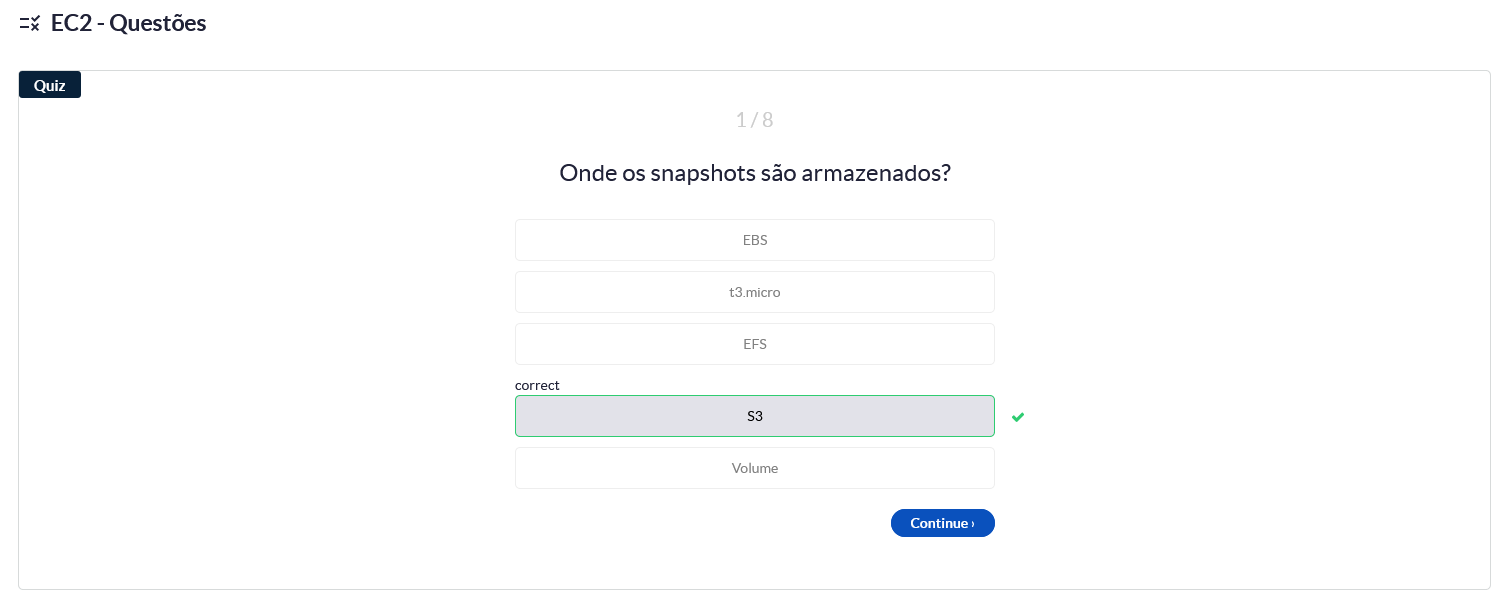 EC2 - Questões
Quiz
1 / 8
Onde os snapshots são armazenados?
EBS
t3.micro
EFS
correct
S3
Volume
Continue ›